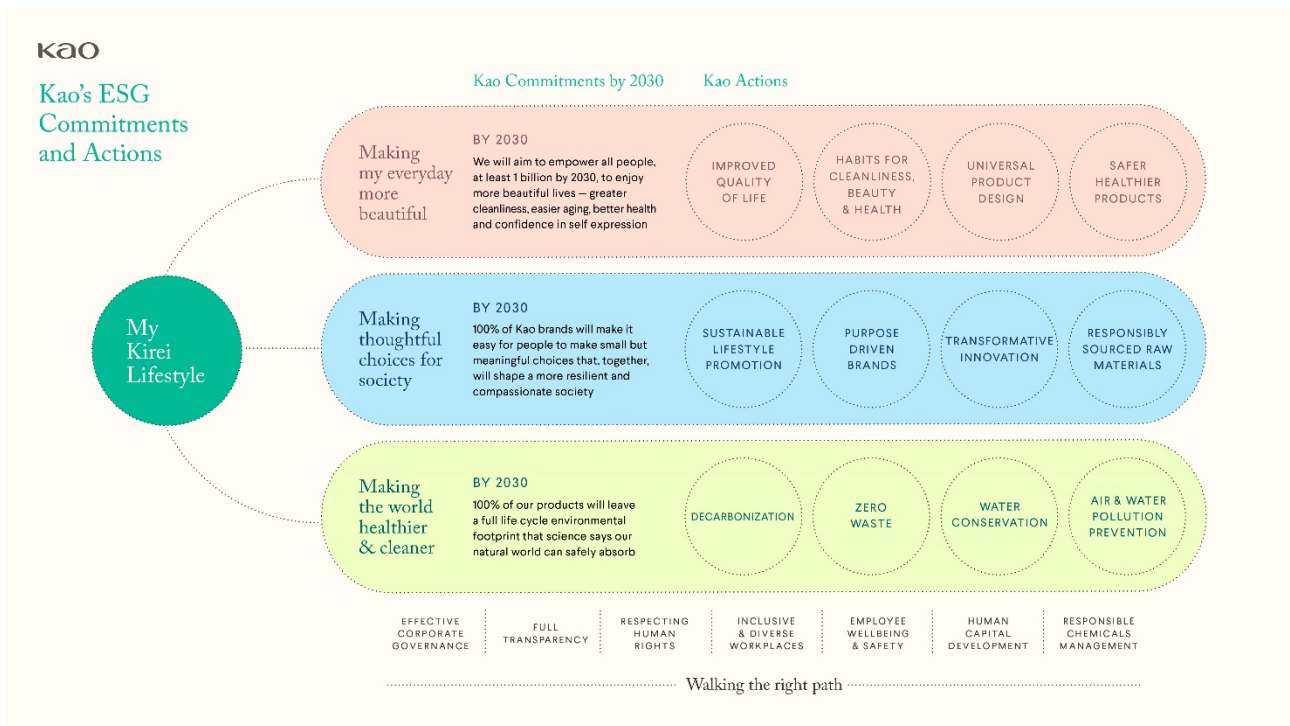 Kao
Kao's ESG
Commitments
and Actions
Kao Commitments by 2030
Kao Actions
My
Kirei
Lifestyle
Making
my everyday
more
beautiful
BY 2030
We will aim to empower all people,
at least 1 billion by 2030, to enjoy
more beautiful lives — greater
cleanliness, easier aging, better health
and confidence in self expression
IMPROVED
QUALITY
OF LIFE
HABITS FOR
CLEANLINESS,
BEAUTY
& HEALTH
UNIVERSAL
PRODUCT
DESIGN
SAFER
HEALTHIER
PRODUCTS
Making
thoughtful
choices for
society
BY 2030
100% of Kao brands will make it
easy for people to make small but
meaningful choices that, together,
will shape a more resilient and
compassionate society
SUSTAINABLE
LIFESTYLE
PROMOTION
PURPOSE
DRIVEN
BRANDS
TRANSFORMATIVE
INNOVATION
RESPONSIBLY
SOURCED RAW
MATERIALS
Making
the world
healthier
& cleaner
BY 2030
100% of our products will leave
a full life cycle environmental
footprint that science says our
natural world can safely absorb
DECARBONIZATION
ZERO
WASTE
WATER
CONSERVATION
AIR & WATER
POLLUTION
PREVENTION
EFFECTIVE
CORPORATE
GOVERNANCE
FULL
TRANSPARENCY
RESPECTING
HUMAN
RIGHTS
INCLUSIVE
& DIVERSE
WORKPLACES
EMPLOYEE
WELLBEING
& SAFETY
HUMAN
CAPITAL
DEVELOPMENT
RESPONSIBLE
CHEMICALS
MANAGEMENT
Walking the right path